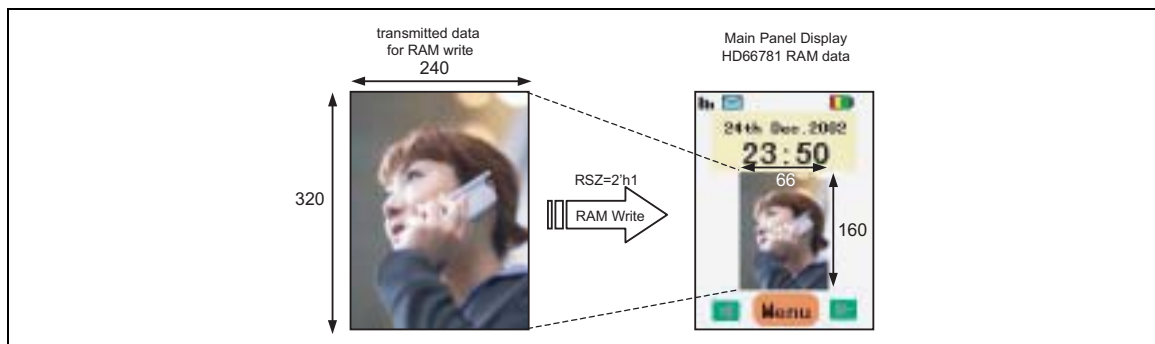 transmitted data
for RAM write
240
320
RSZ=2'h1
RAM Write
Main Panel Display
HD66781 RAM data
24th Dec.2002
23:50
66
160
Menu